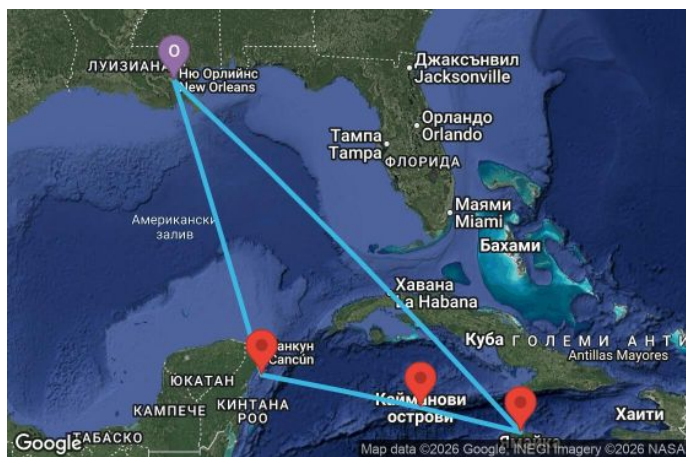 O
ЛУИЗИАНА
Ню Орлийнс
New Orleans
Джаксънвил
Jacksonville
Орландо
Orlando
Тампа
Tampa
ФЛОРИДА
Маями
Miami
Американски
залив
Бахами
Хавана
La Habana
Куба
ГОЛЕМИ АНТИ
Antillas Mayores
Cancún
ЮКАТАН
КАМПЕЧЕ
КИНТАНА
РОО
ТАБАСКО
Кайманови
острови
Хаити
Google
Map data ©2026 Google, INEGI Imagery ©2026 NASA